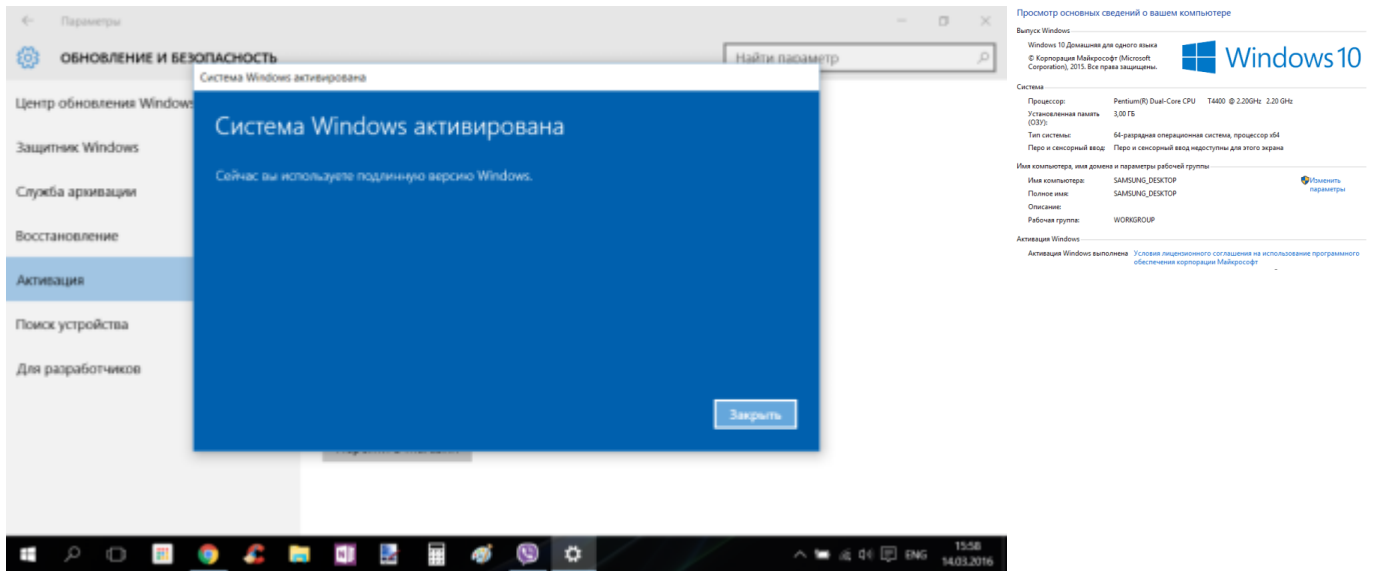 Параметры
ОБНОВЛЕНИЕ И БЕЗОПАСНОСТЬ
Найти параметр
Центр обновления Windows
Защитник Windows
Служба архивации
Восстановление
Активация
Поиск устройства
Для разработчиков
Система Windows активирована
Система Windows активирована
Сейчас вы используете подлинную версию Windows.
Закрыть
ENG
15:58
14.03.2016
Просмотр основных сведений о вашем компьютере
Выпуск Windows
Windows 10 Домашняя для одного языка
© Корпорация Майкрософт (Microsoft
Corporation), 2015. Все права защищены.
Windows 10
Система
Процессор: Pentium(R) Dual-Core CPU T4400 @ 2.20GHz 2.20 GHz
Установленная память
(ОЗУ): 3,00 ГБ
Тип системы: 64-разрядная операционная система, процессор x64
Перо и сенсорный ввод: Перо и сенсорный ввод недоступны для этого экрана
Имя компьютера, имя домена и параметры рабочей группы
Имя компьютера: SAMSUNG_DESKTOP
Изменить
параметры
Полное имя: SAMSUNG_DESKTOP
Описание:
Рабочая группа: WORKGROUP
Активация Windows
Активация Windows выполнена Условия лицензионного соглашения на использование программного
обеспечения корпорации Майкрософт